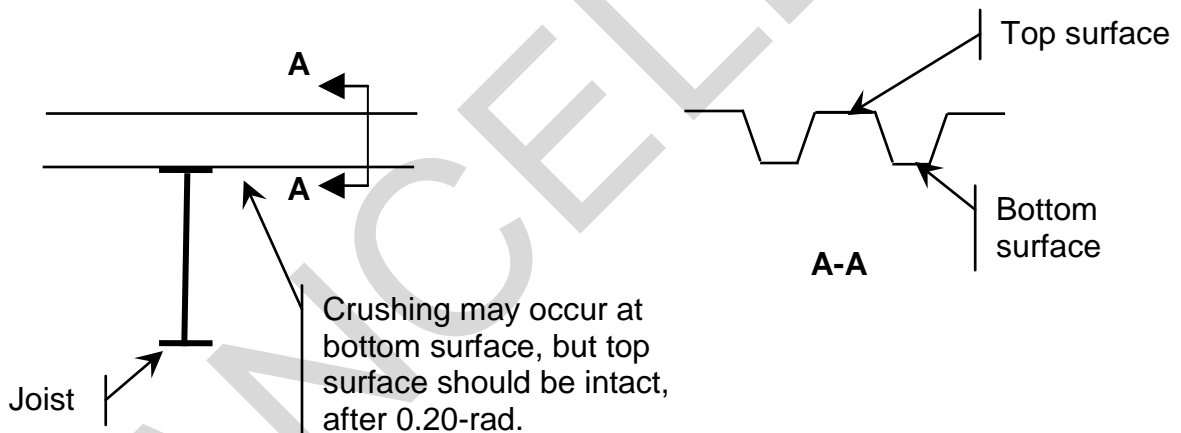 Top surface
A
A
Bottom
surface
A-A
Crushing may occur at
bottom surface, but top
surface should be intact,
after 0.20-rad.
Joist